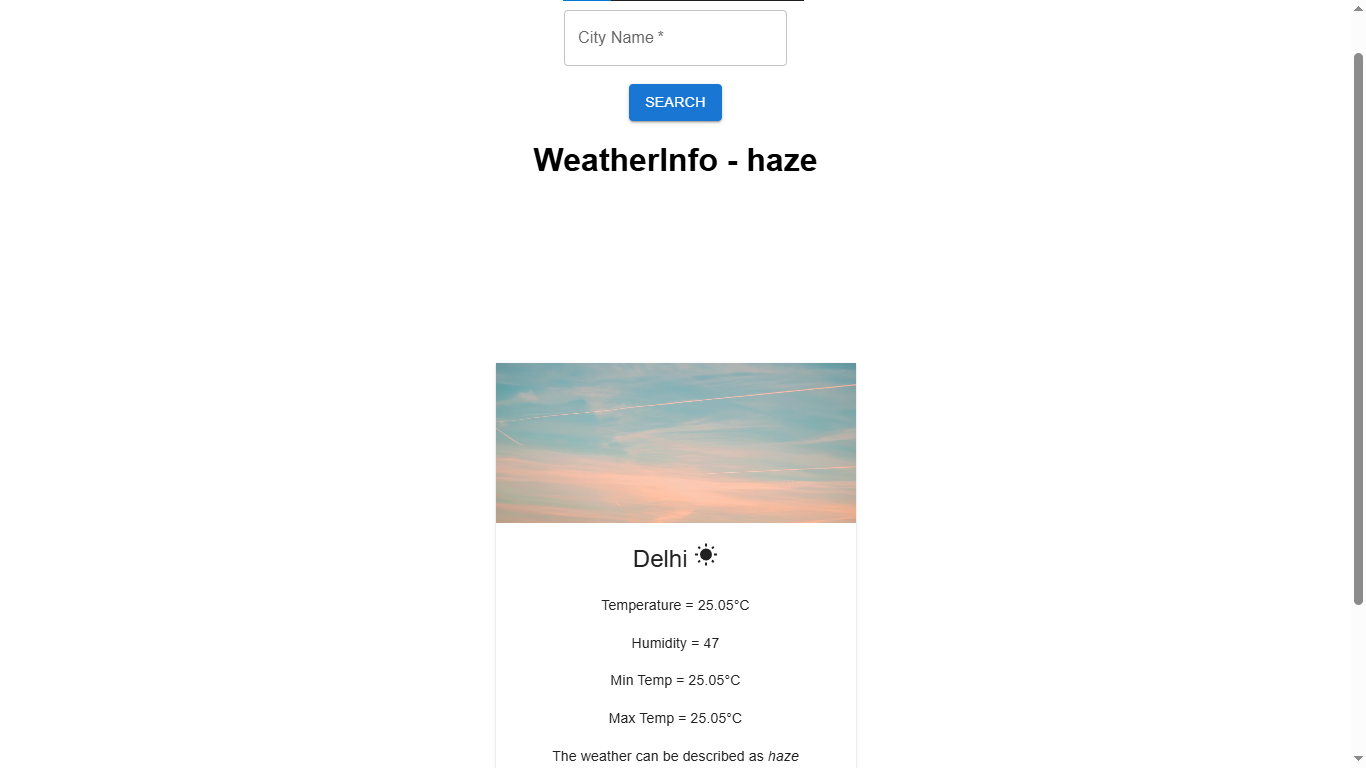 City Name *
SEARCH
WeatherInfo - haze
Delhi
Temperature = 25.05°C
Humidity = 47
Min Temp = 25.05°C
Max Temp = 25.05°C
The weather can be described as haze